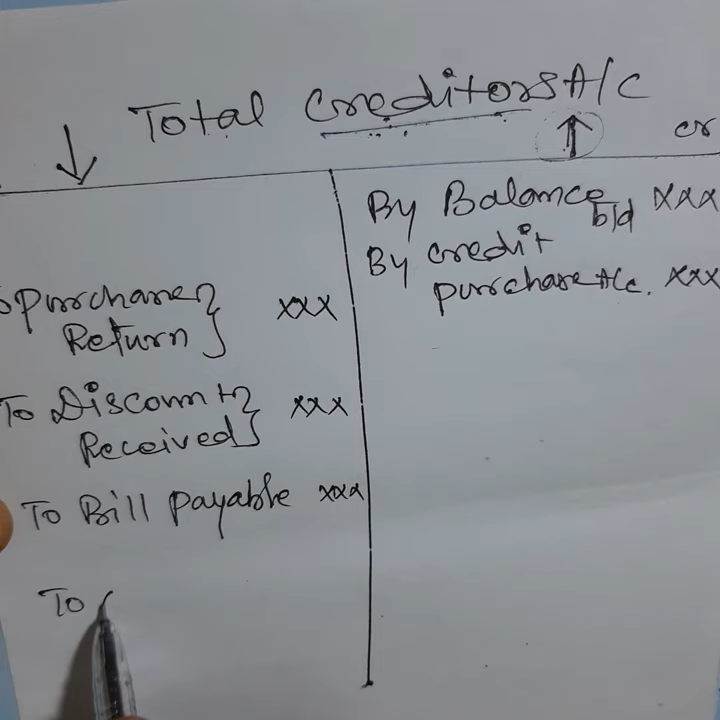 Total Creditors A/C
cr
By Balance b/d xxx
By credit
purchase A/c. xxx
Purchase
Return xxx
To Discount
Received xxx
To Bill payable xxx
To